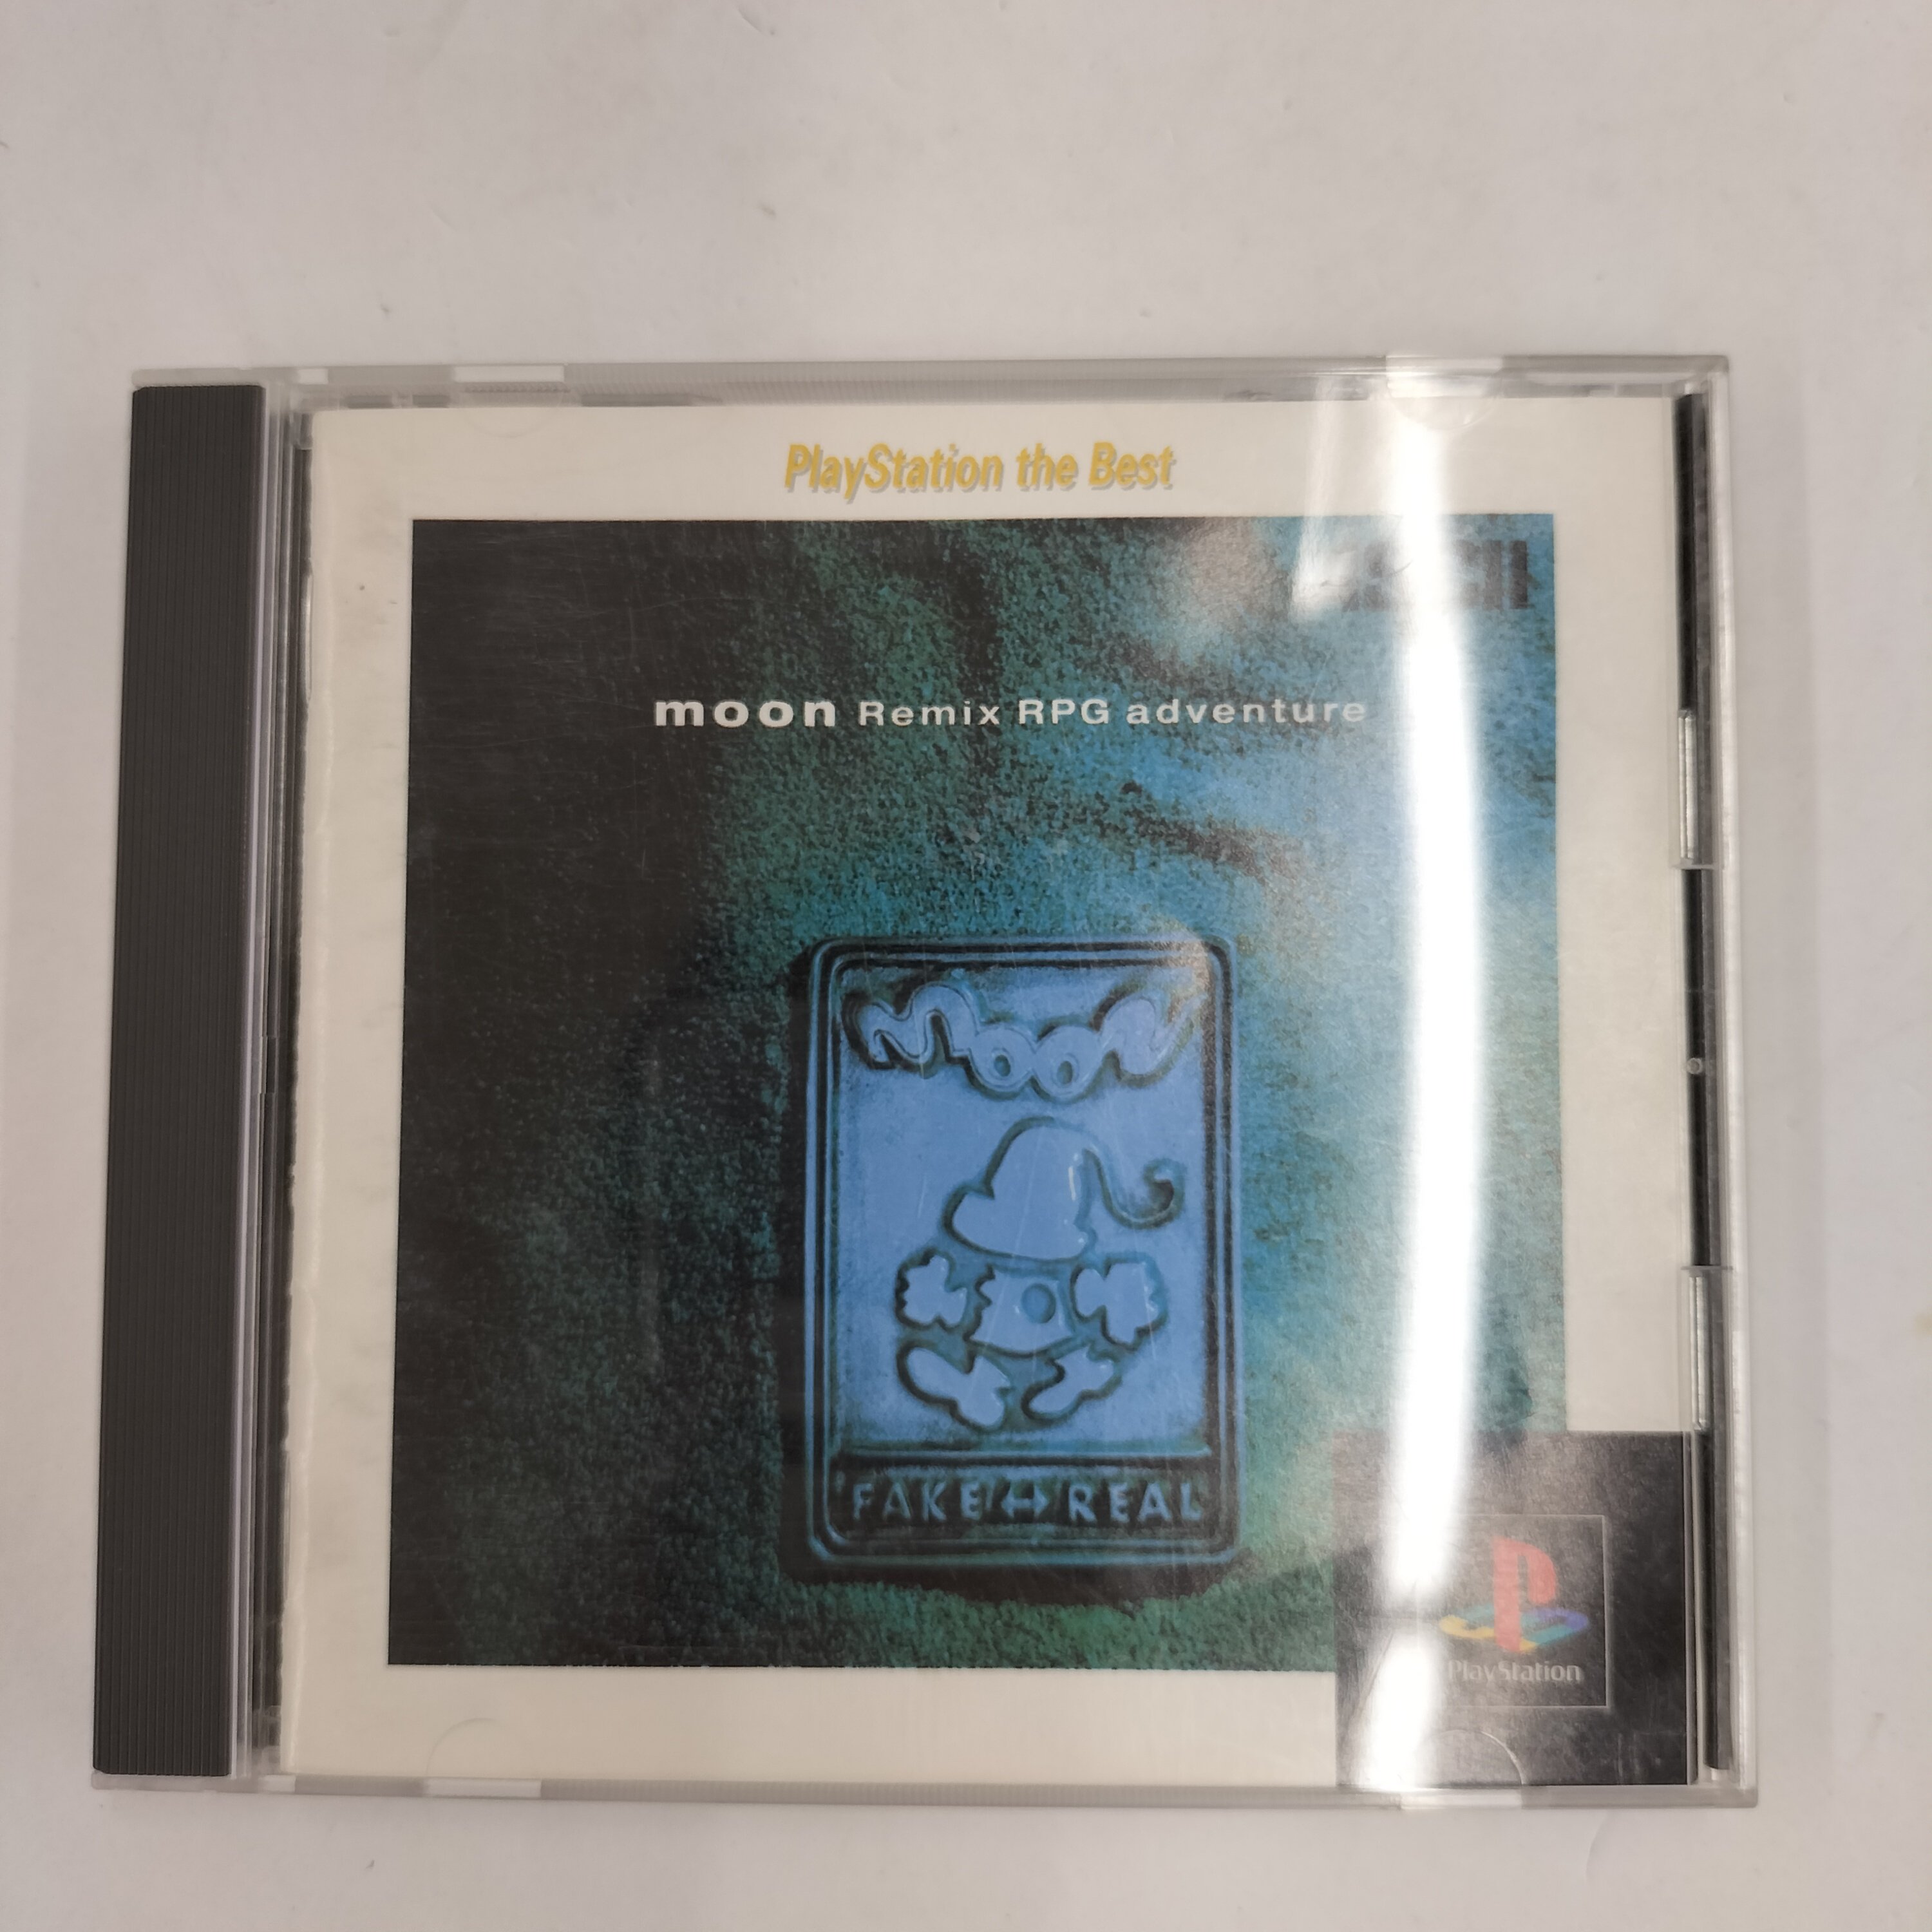 PlayStation the Best
moon Remix RPG adventure
moon
FAKE↔REAL
PlayStation